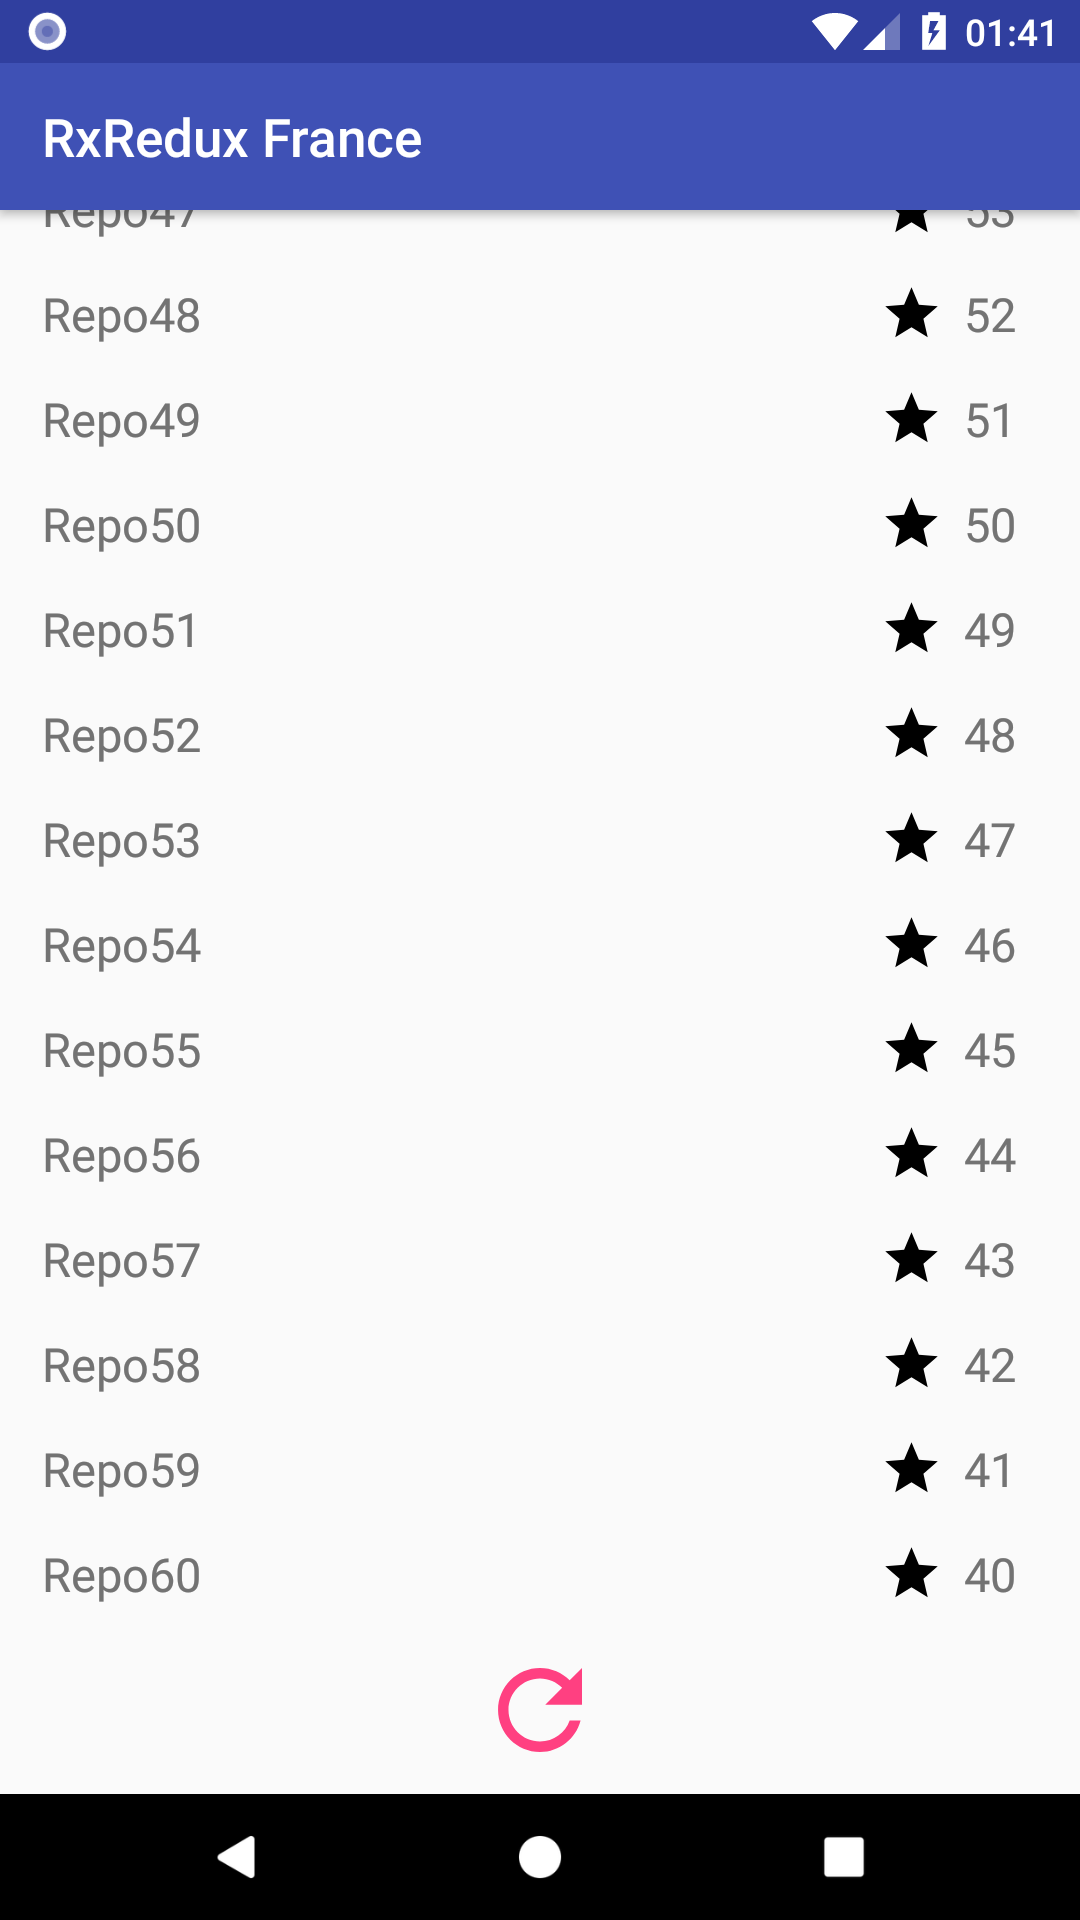 01:41
RxRedux France
Repo47 53
Repo48 52
Repo49 51
Repo50 50
Repo51 49
Repo52 48
Repo53 47
Repo54 46
Repo55 45
Repo56 44
Repo57 43
Repo58 42
Repo59 41
Repo60 40